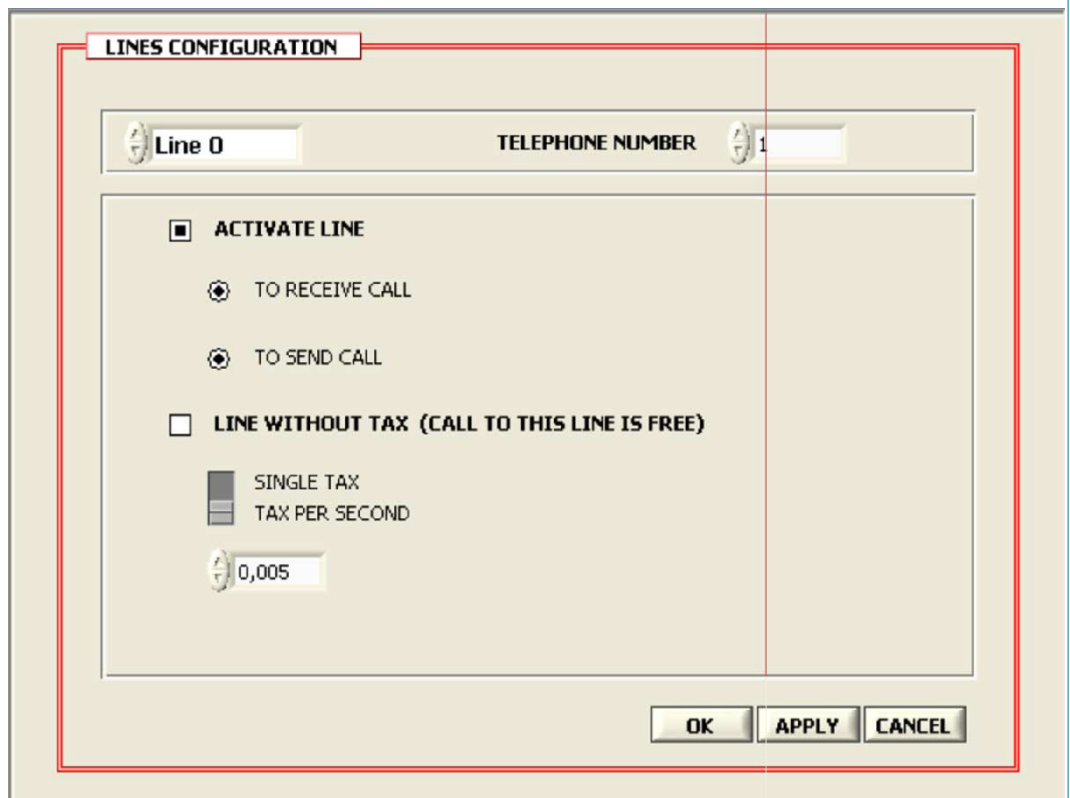 LINES CONFIGURATION
Line 0
TELEPHONE NUMBER
1
ACTIVATE LINE
TO RECEIVE CALL
TO SEND CALL
LINE WITHOUT TAX (CALL TO THIS LINE IS FREE)
SINGLE TAX
TAX PER SECOND
0,005
OK
APPLY
CANCEL